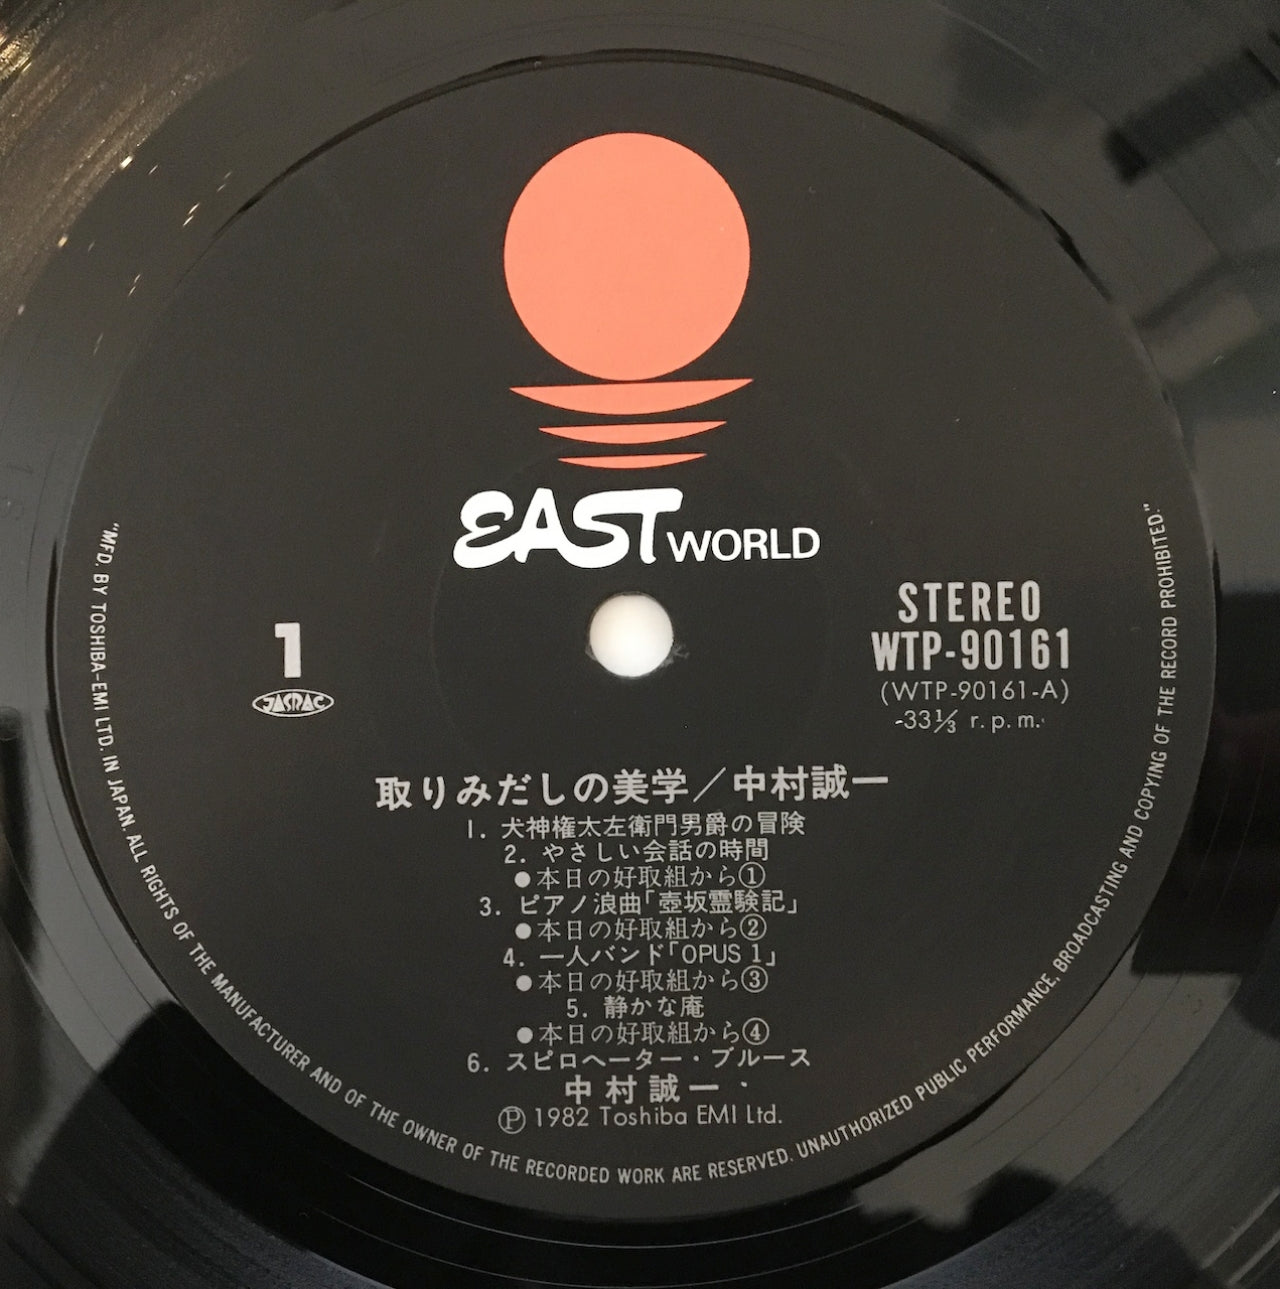 EAST WORLD
1
JASRAC
STEREO
WTP-90161
(WTP-90161-A)
-33⅓ r.p.m.
取りみだしの美学／中村誠一
1. 犬神権太左衛門男爵の冒険
2. やさしい会話の時間
●本日の好取組から①
3. ピアノ浪曲「壺坂霊験記」
●本日の好取組から②
4. 一人バンド「OPUS 1」
●本日の好取組から③
5. 静かな庵
●本日の好取組から④
6. スピロヘーター・ブルース
中村誠一
Ⓟ 1982 Toshiba EMI Ltd.
"MFD. BY TOSHIBA-EMI LTD. IN JAPAN. ALL RIGHTS OF THE MANUFACTURER AND OF THE OWNER OF THE RECORDED WORK ARE RESERVED. UNAUTHORIZED PUBLIC PERFORMANCE, BROADCASTING AND COPYING OF THE RECORD PROHIBITED."